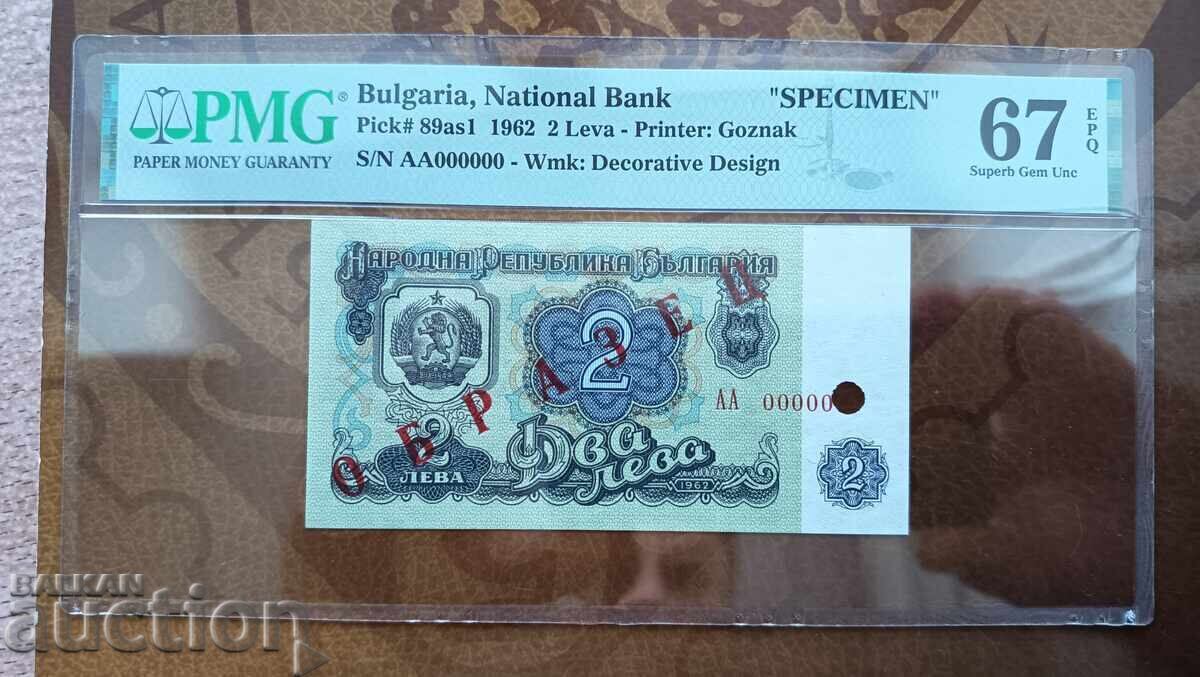 PMG®
PAPER MONEY GUARANTY
Bulgaria, National Bank "SPECIMEN"
Pick# 89as1 1962 2 Leva - Printer: Goznak
S/N AA000000 - Wmk: Decorative Design
67
EPQ
Superb Gem Unc
НАРОДНА РЕПУБЛИКА БЪЛГАРИЯ
ОБРАЗЕЦ
2
АА 00000
2
ЛЕВА
Два
лева
1962
2
BALKAN
auction